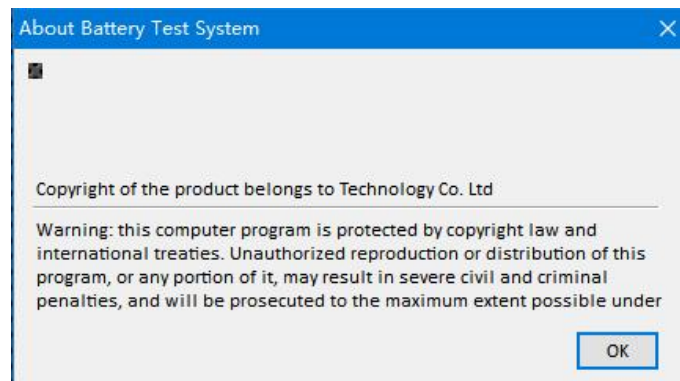 About Battery Test System
Copyright of the product belongs to Technology Co. Ltd
Warning: this computer program is protected by copyright law and
international treaties. Unauthorized reproduction or distribution of this
program, or any portion of it, may result in severe civil and criminal
penalties, and will be prosecuted to the maximum extent possible under
OK